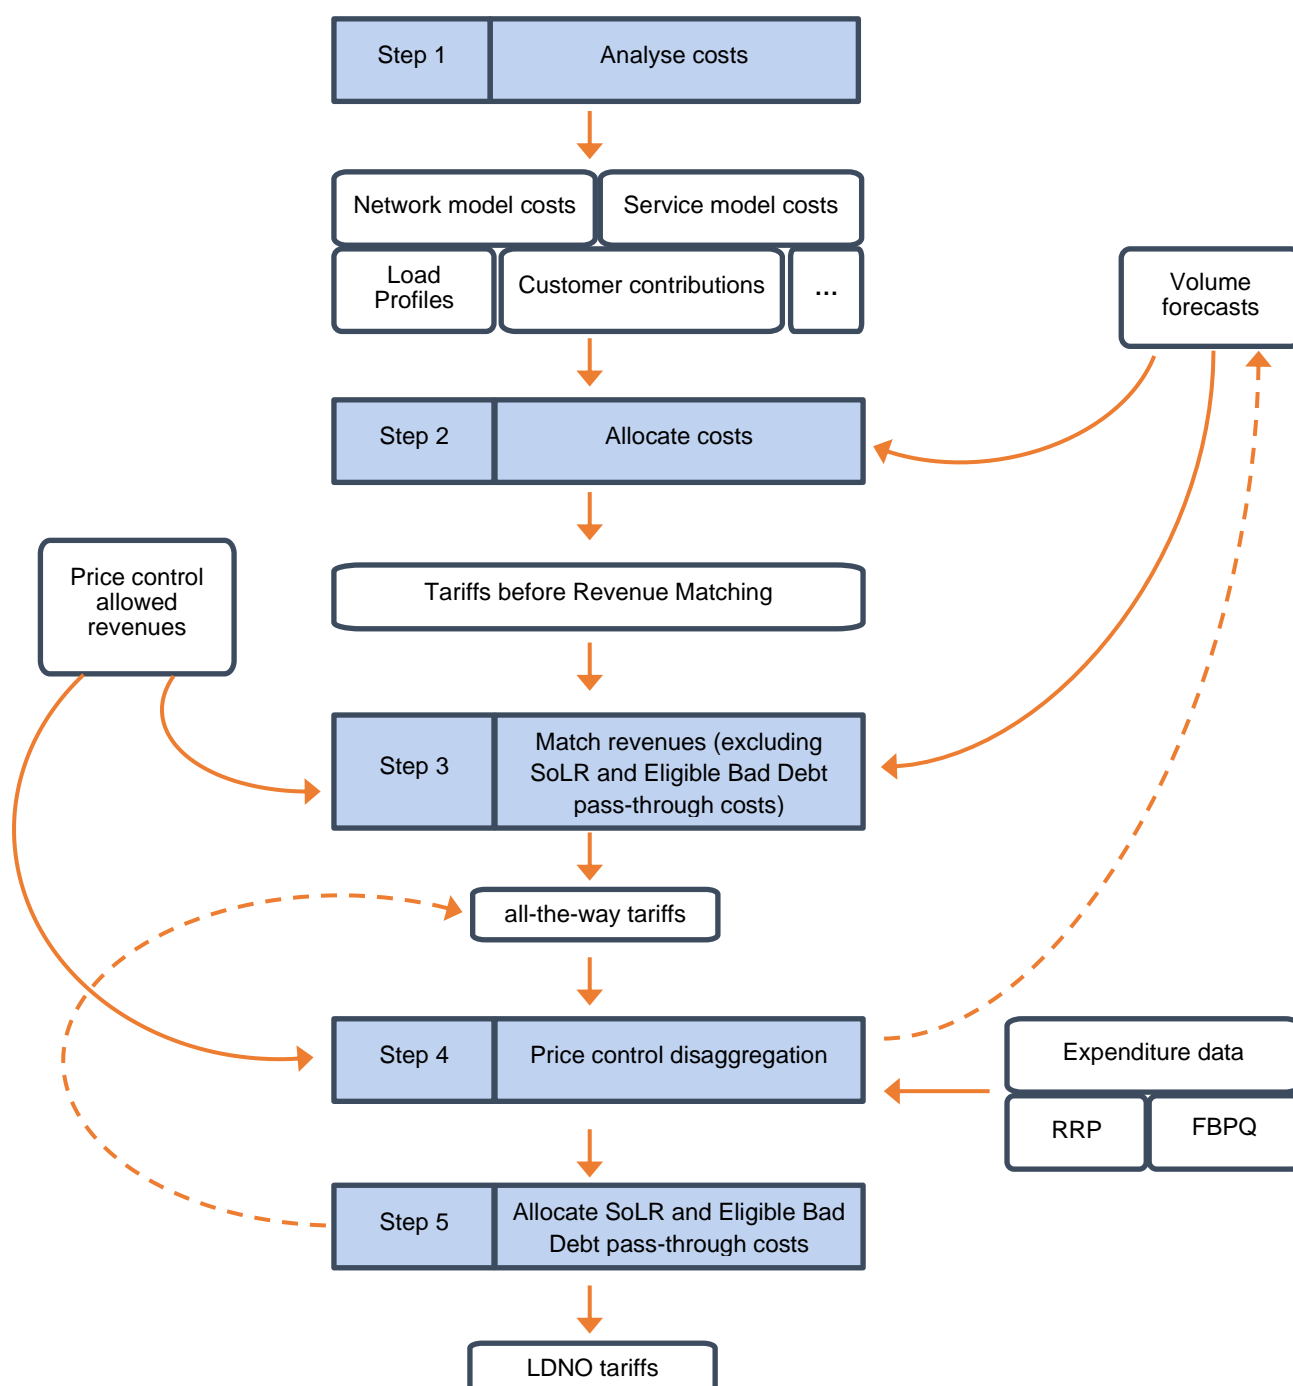 Step 1
Analyse costs
Network model costs
Service model costs
Load
Profiles
Customer contributions
...
Volume
forecasts
Step 2
Allocate costs
Price control
allowed
revenues
Tariffs before Revenue Matching
Step 3
Match revenues (excluding
SoLR and Eligible Bad Debt
pass-through costs)
all-the-way tariffs
Step 4
Price control disaggregation
Expenditure data
RRP
FBPQ
Step 5
Allocate SoLR and Eligible Bad
Debt pass-through costs
LDNO tariffs